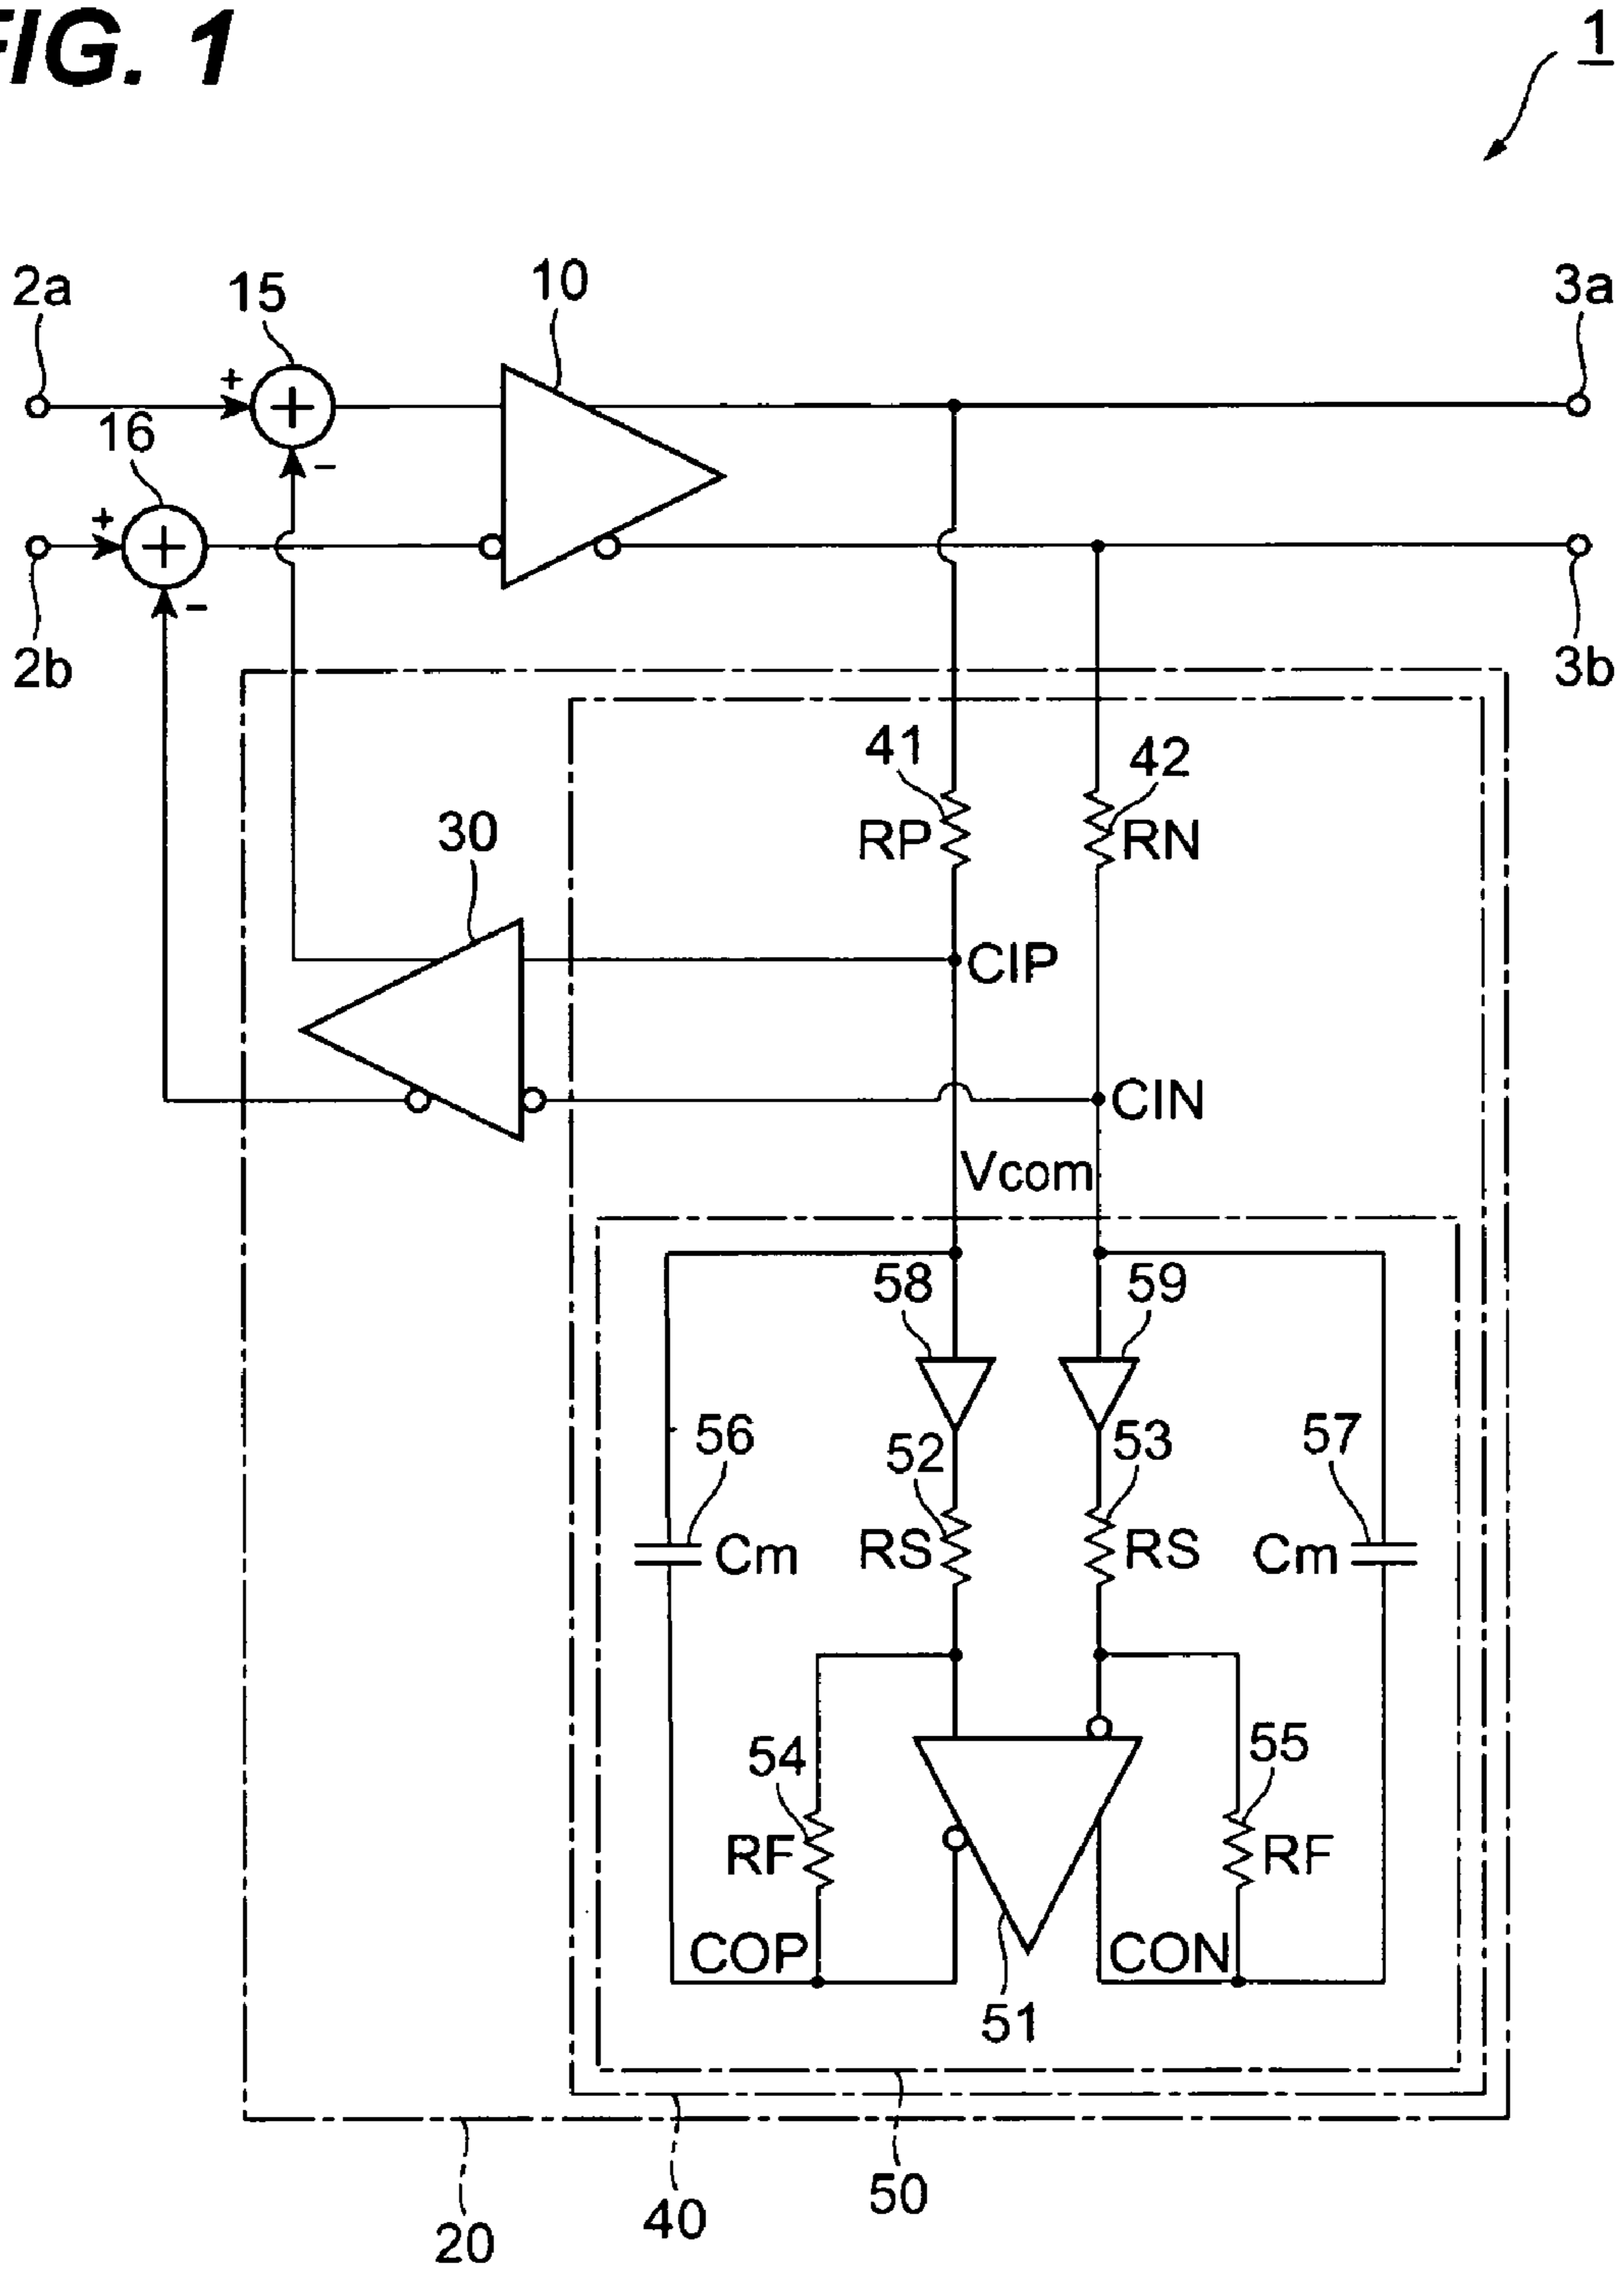 FIG. 1
1
2a
15
10
3a
+
+
16
–
+
+
2b
–
3b
41
42
RP
RN
30
CIP
CIN
Vcom
58
59
56
52
53
57
Cm
RS
RS
Cm
54
55
RF
RF
COP
CON
51
50
40
20